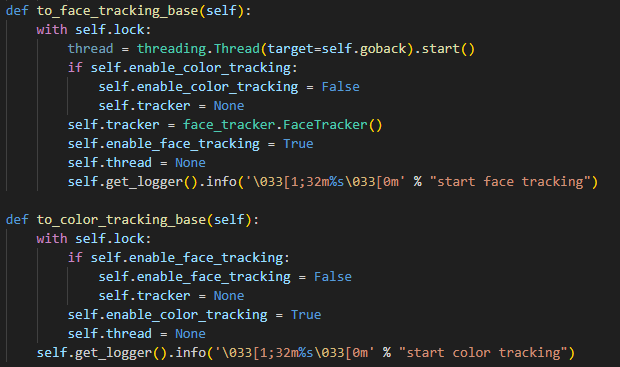 def to_face_tracking_base(self):
    with self.lock:
        thread = threading.Thread(target=self.goback).start()
        if self.enable_color_tracking:
            self.enable_color_tracking = False
            self.tracker = None
        self.tracker = face_tracker.FaceTracker()
        self.enable_face_tracking = True
        self.thread = None
        self.get_logger().info('\033[1;32m%s\033[0m' % "start face tracking")

def to_color_tracking_base(self):
    with self.lock:
        if self.enable_face_tracking:
            self.enable_face_tracking = False
            self.tracker = None
        self.enable_color_tracking = True
        self.thread = None
    self.get_logger().info('\033[1;32m%s\033[0m' % "start color tracking")